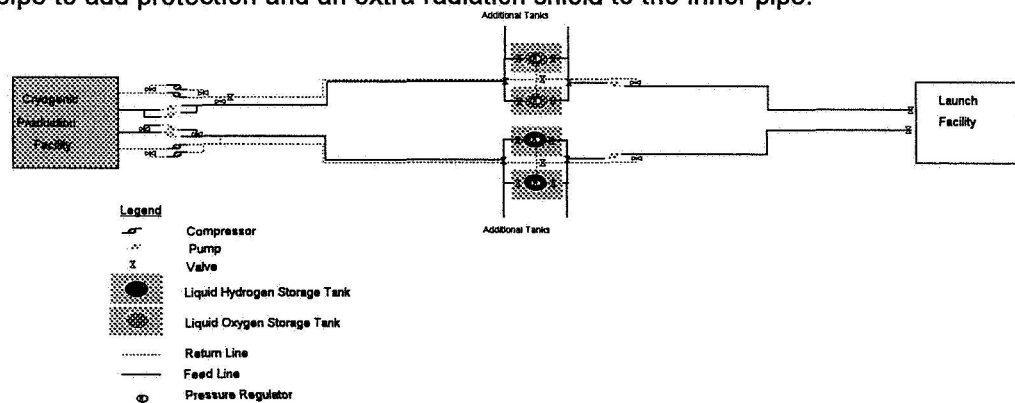 pipe to add protection and an extra radiation shield to the inner pipe.
Additional Tanks
Cryogenic
Production
Facility
Launch
Facility
Additional Tanks
Legend
Compressor
Pump
Valve
Liquid Hydrogen Storage Tank
Liquid Oxygen Storage Tank
Return Line
Feed Line
Pressure Regulator